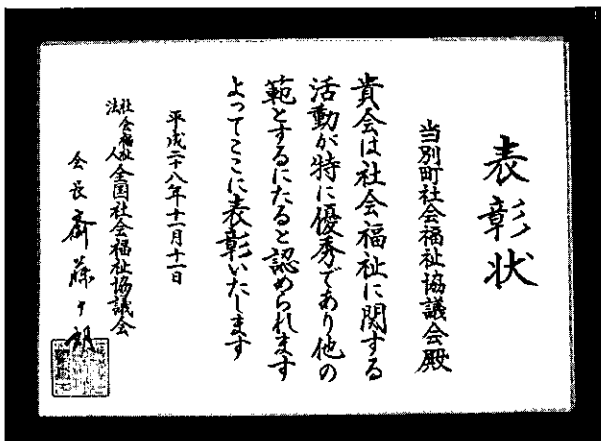 表彰状
当別町社会福祉協議会殿
貴会は社会福祉に関する
活動が特に優秀であり他の
範とするにたると認められます
よってここに表彰いたします
平成二十八年十一月十一日
社会福祉法人全国社会福祉協議会
会長斎藤十朗